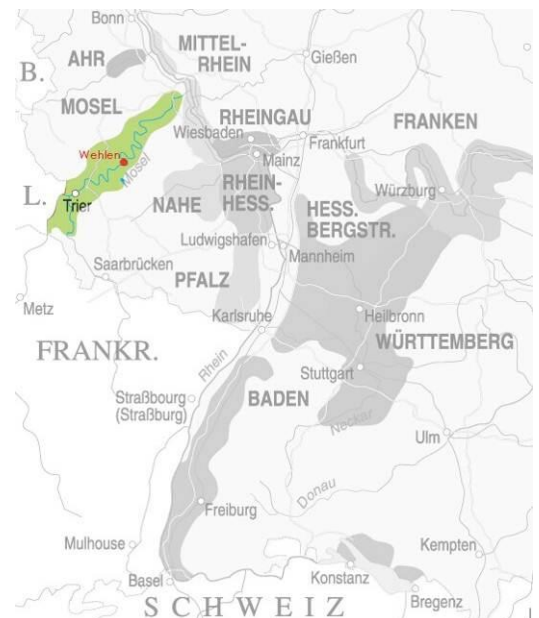 Bonn
MITTEL-
RHEIN
Gießen
AHR
B.
MOSEL
RHEINGAU
FRANKEN
Wiesbaden
Frankfurt
Mainz
Wehlen
Mosel
L.
Trier
NAHE
RHEIN-
HESS.
HESS.
BERGSTR.
Würzburg
Ludwigshafen
Mannheim
Saarbrücken
PFALZ
Metz
Karlsruhe
Heilbronn
FRANKR.
Rhein
WÜRTTEMBERG
Stuttgart
Straßbourg
(Straßburg)
BADEN
Neckar
Ulm
Donau
Freiburg
Mulhouse
Kempten
Basel
Konstanz
Bregenz
SCHWEIZ